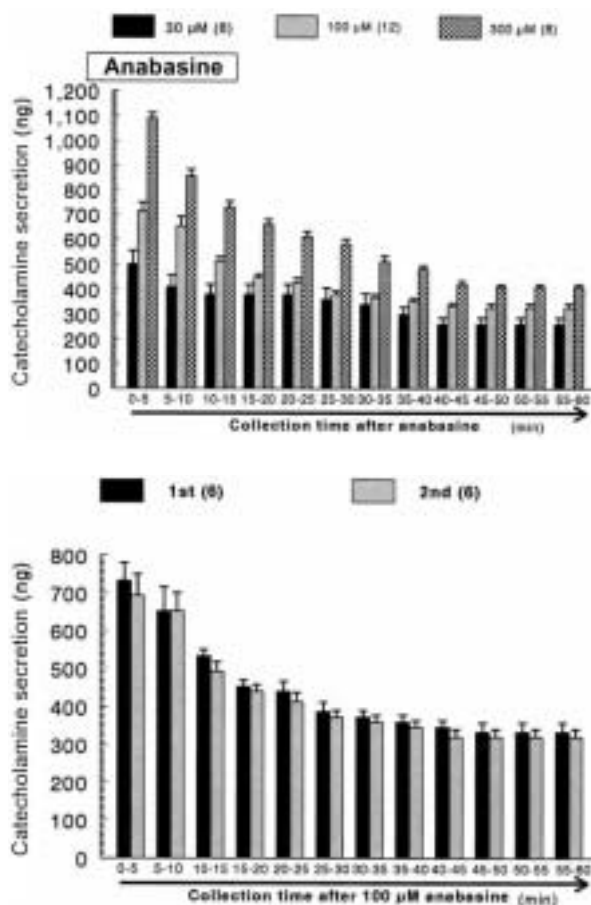 30 µM (8) 100 µM (12) 300 µM (8)
Anabasine
Catecholamine secretion (ng)
1,200
1,100
1,000
900
800
700
600
500
400
300
200
100
0
0-5 5-10 10-15 15-20 20-25 25-30 30-35 35-40 40-45 45-50 50-55 55-60
Collection time after anabasine (min)
1st (6) 2nd (6)
Catecholamine secretion (ng)
800
700
600
500
400
300
200
100
0
0-5 5-10 10-15 15-20 20-25 25-30 30-35 35-40 40-45 45-50 50-55 55-60
Collection time after 100 µM anabasine (min)